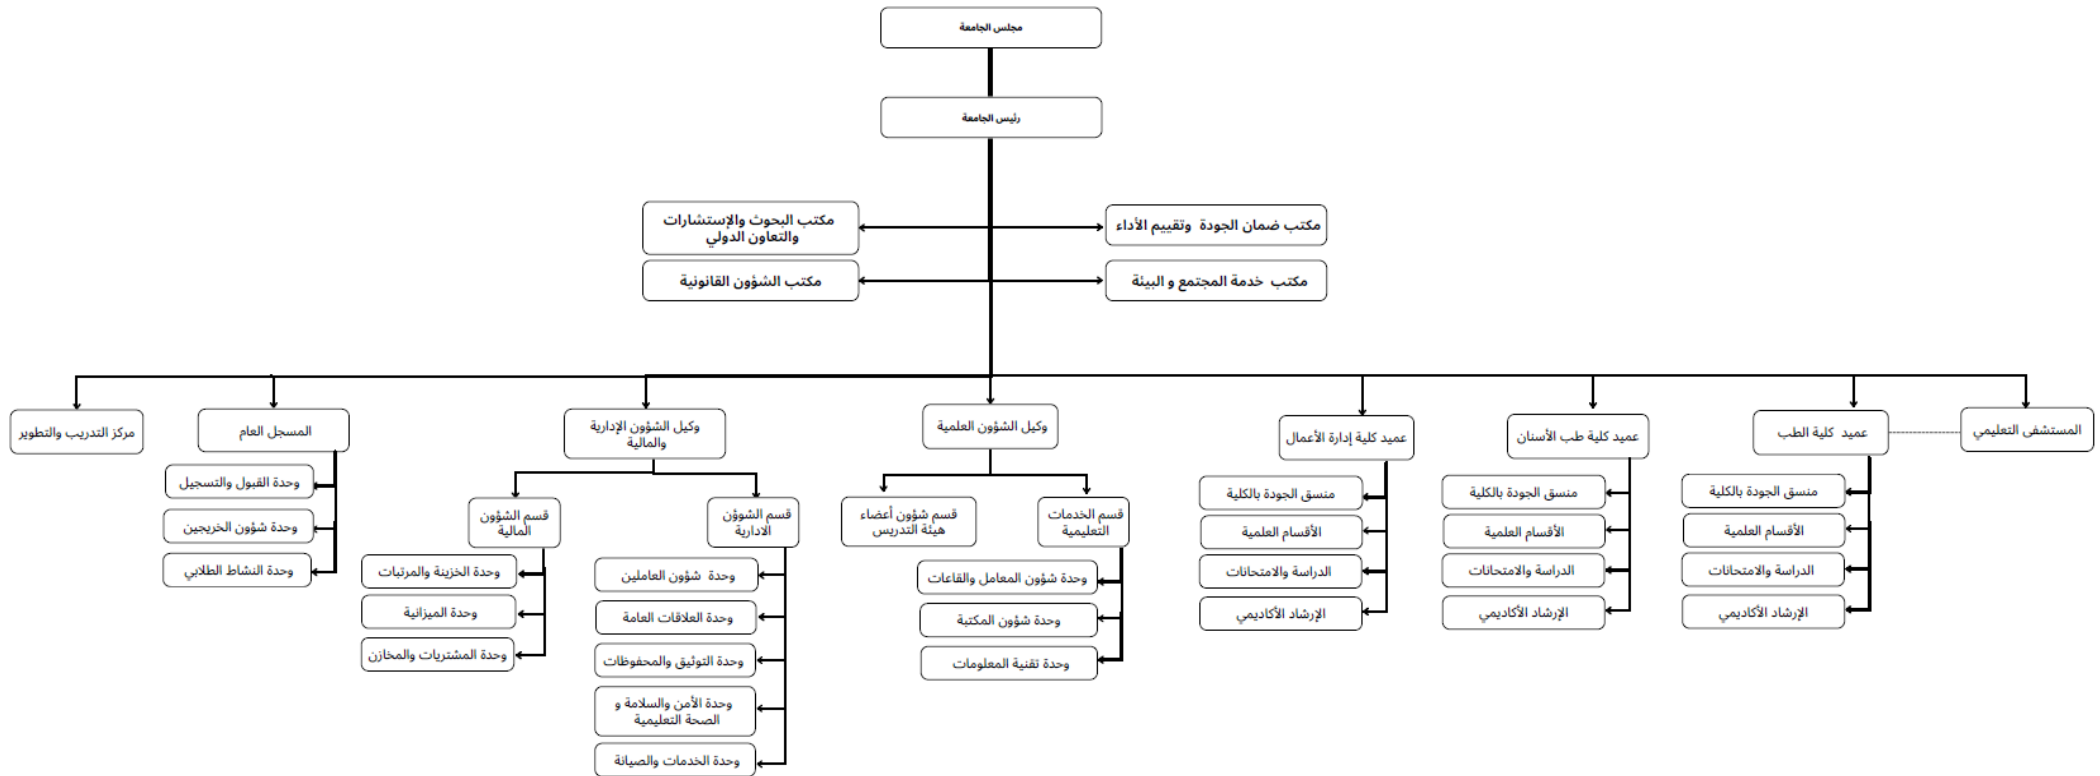 مجلس الجامعة
رئيس الجامعة
مكتب ضمان الجودة وتقييم الأداء
مكتب البحوث والإستشارات
والتعاون الدولي
مكتب خدمة المجتمع و البيئة
مكتب الشؤون القانونية
المستشفى التعليمي
عميد كلية الطب
منسق الجودة بالكلية
الأقسام العلمية
الدراسة والامتحانات
الإرشاد الأكاديمي
عميد كلية طب الأسنان
منسق الجودة بالكلية
الأقسام العلمية
الدراسة والامتحانات
الإرشاد الأكاديمي
عميد كلية إدارة الأعمال
منسق الجودة بالكلية
الأقسام العلمية
الدراسة والامتحانات
الإرشاد الأكاديمي
وكيل الشؤون العلمية
قسم الخدمات
التعليمية
وحدة شؤون المعامل والقاعات
وحدة شؤون المكتبة
وحدة تقنية المعلومات
قسم شؤون أعضاء
هيئة التدريس
وكيل الشؤون الإدارية
والمالية
قسم الشوؤن
الادارية
وحدة شؤون العاملين
وحدة العلاقات العامة
وحدة التوثيق والمحفوظات
وحدة الأمن والسلامة و
الصحة التعليمية
وحدة الخدمات والصيانة
قسم الشؤون
المالية
وحدة الخزينة والمرتبات
وحدة الميزانية
وحدة المشتريات والمخازن
المسجل العام
وحدة القبول والتسجيل
وحدة شؤون الخريجين
وحدة النشاط الطلابي
مركز التدريب والتطوير